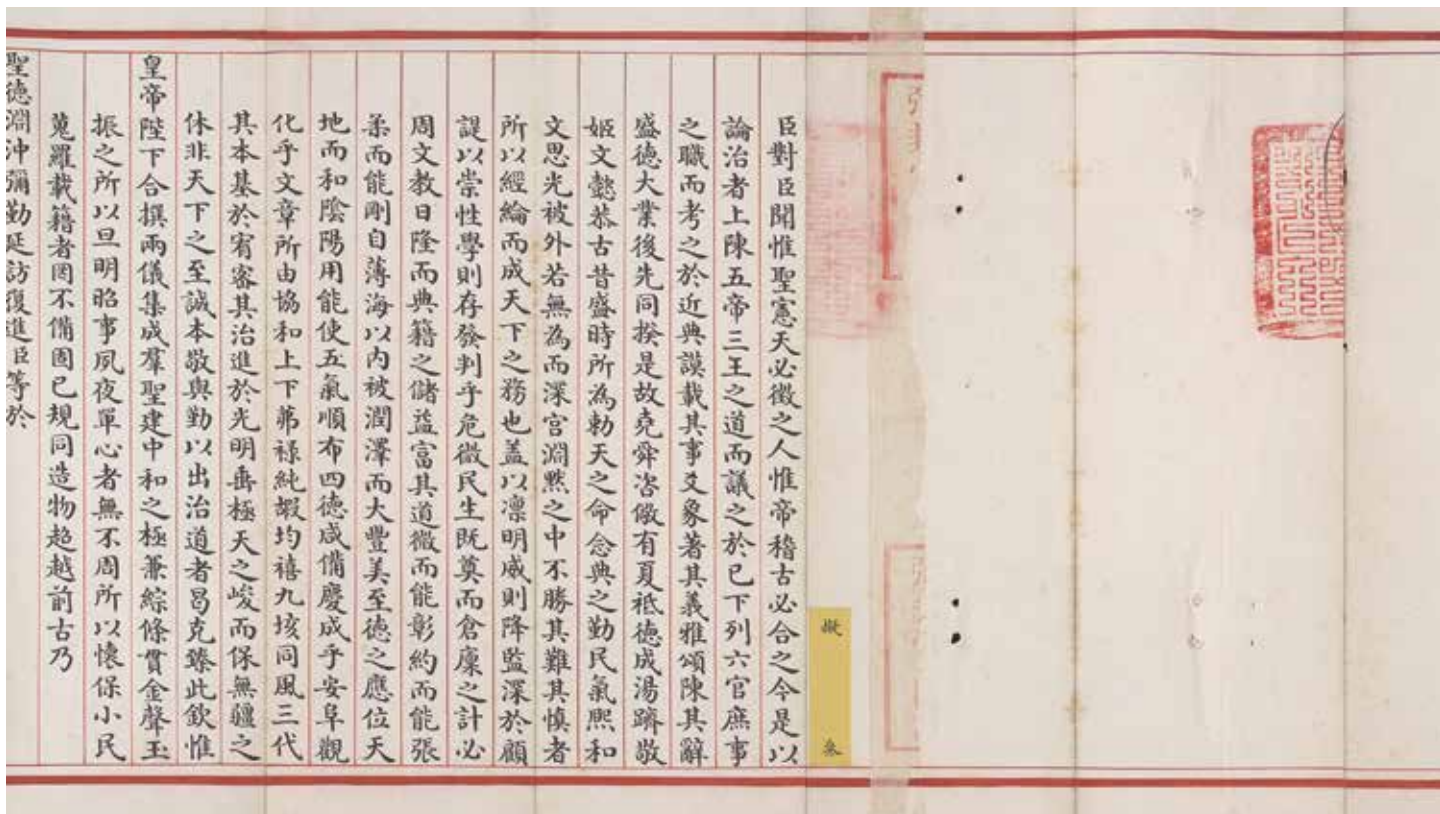 擬
叁
臣對臣聞惟聖憲天必徵之人惟帝稽古必合之今是以
論治者上陳五帝三王之道而議之於已下列六官庶事
之職而考之於近典謨載其事爻象著其義雅頌陳其辭
盛德大業後先同揆是故堯舜咨儆有夏祗德成湯躋敬
姬文懿恭古昔盛時所為勅天之命念典之勤民氣熙和
文思光被外若無為而深宮淵默之中不勝其難其慎者
所以經綸而成天下之務也盖以凛明威則降監深於顧
諟以崇性學則存發判乎危微民生既奠而倉廩之計必
周文教日隆而典籍之儲益富其道微而能彰約而能張
柔而能剛自薄海以內被潤澤而大豐美至德之應位天
地而和陰陽用能使五氣順布四德咸備慶成乎安阜觀
化乎文章所由協和上下茀祿純嘏均禧九垓同風三代
其本基於宥密其治進於光明垂極天之峻而保無疆之
休非天下之至誠本敬與勤以出治道者曷克臻此欽惟
皇帝陛下合撰兩儀集成羣聖建中和之極兼綜條貫金聲玉
振之所以旦明昭事夙夜單心者無不周所以懷保小民
蒐羅載籍者罔不備固已規同造物超越前古乃
聖德淵沖彌勤延訪復進臣等於